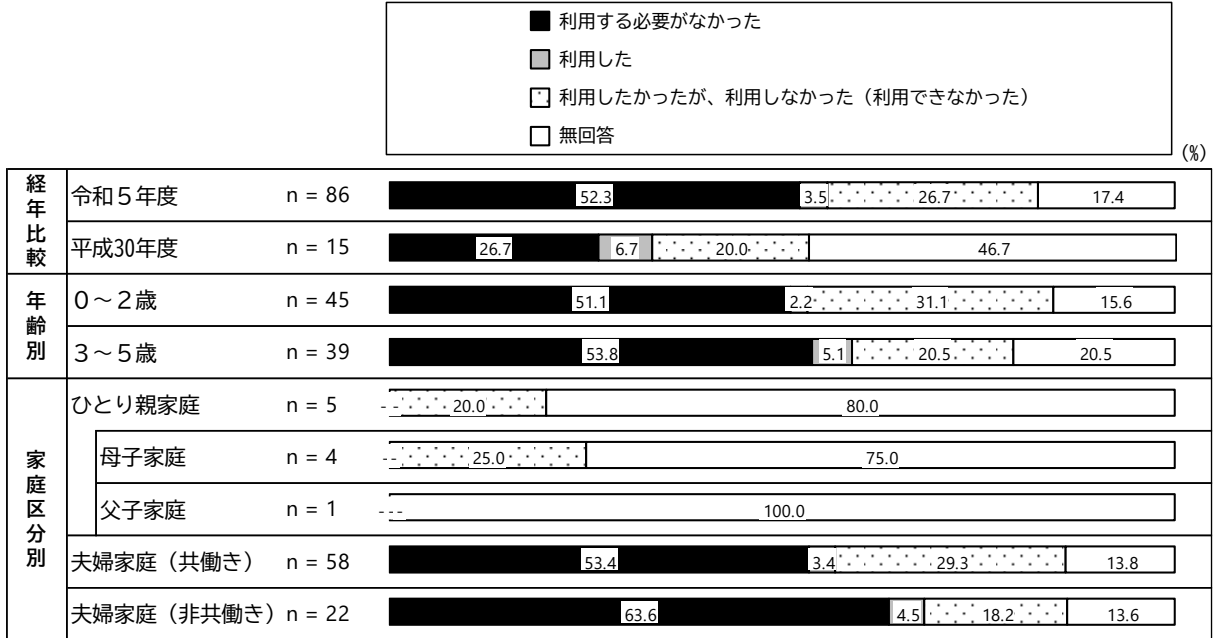 利用する必要がなかった
利用した
利用したかったが、利用しなかった（利用できなかった）
無回答
(%)
経年比較
令和５年度 n = 86 52.3 3.5 26.7 17.4
平成30年度 n = 15 26.7 6.7 20.0 46.7
年齢別
０～２歳 n = 45 51.1 2.2 31.1 15.6
３～５歳 n = 39 53.8 5.1 20.5 20.5
家庭区分別
ひとり親家庭 n = 5 - - 20.0 80.0
母子家庭 n = 4 - - 25.0 75.0
父子家庭 n = 1 - - - 100.0
夫婦家庭（共働き） n = 58 53.4 3.4 29.3 13.8
夫婦家庭（非共働き） n = 22 63.6 4.5 18.2 13.6